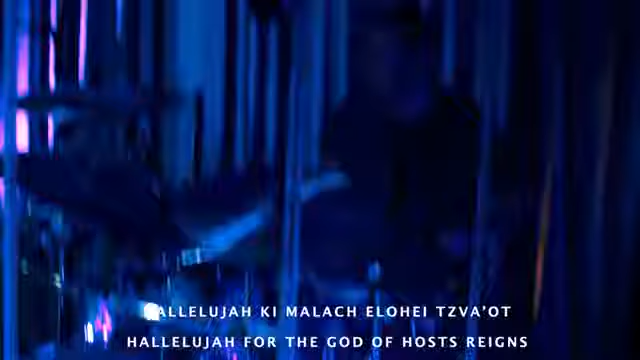 HALLELUJAH KI MALACH ELOHEI TZVA'OT
HALLELUJAH FOR THE GOD OF HOSTS REIGNS